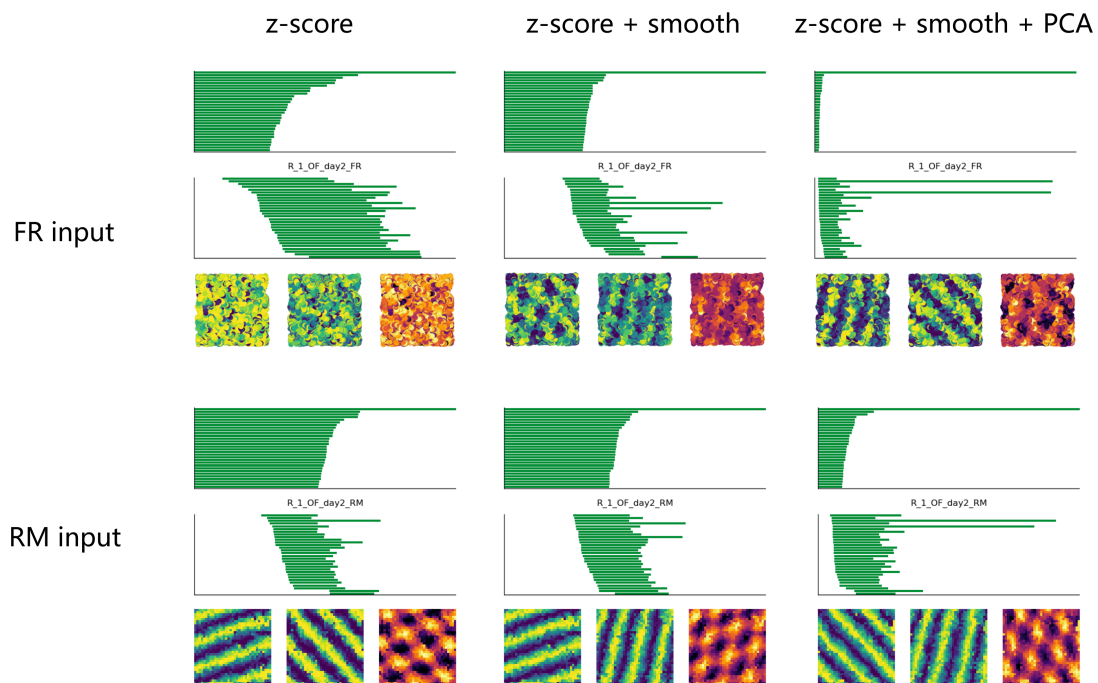 z-score
z-score + smooth
z-score + smooth + PCA
R_1_OF_day2_FR
R_1_OF_day2_FR
R_1_OF_day2_FR
FR input
R_1_OF_day2_RM
R_1_OF_day2_RM
R_1_OF_day2_RM
RM input